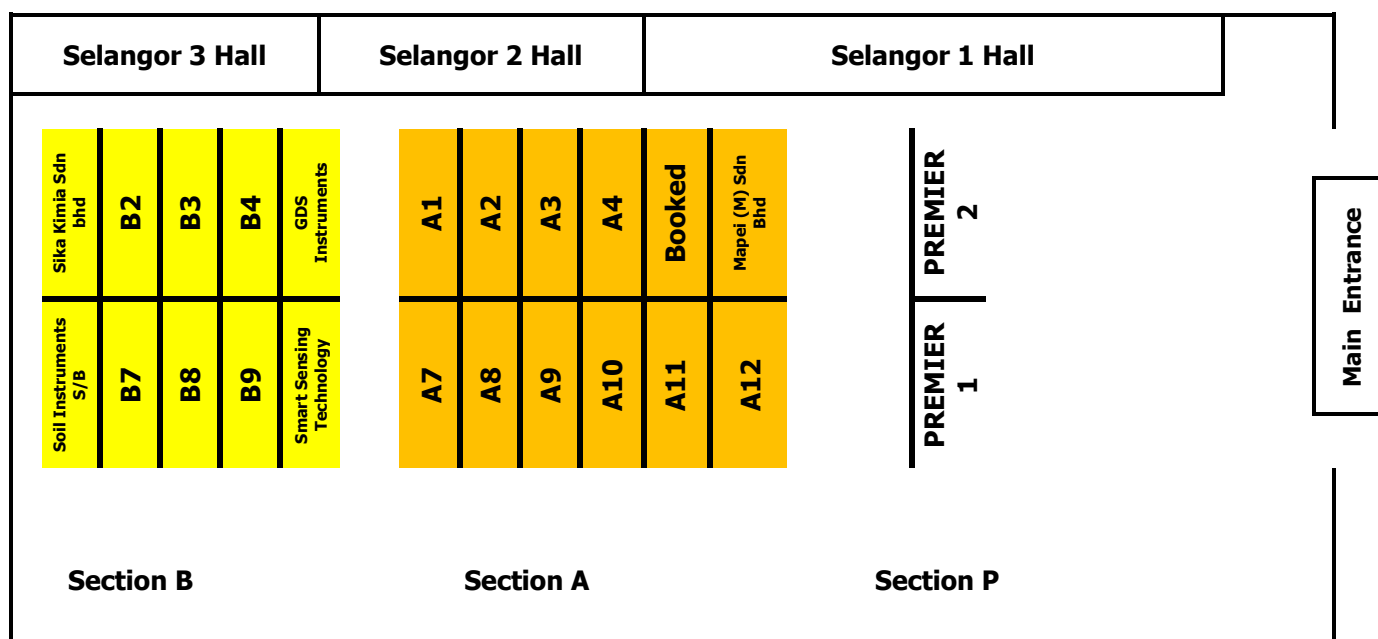 Selangor 3 Hall
Selangor 2 Hall
Selangor 1 Hall
Sika Kimia Sdn
bhd
B2
B3
B4
GDS
Instruments
A1
A2
A3
A4
Booked
Mapei (M) Sdn
Bhd
PREMIER
2
Main Entrance
Soil Instruments
S/B
B7
B8
B9
Smart Sensing
Technology
A7
A8
A9
A10
A11
A12
PREMIER
1
Section B
Section A
Section P